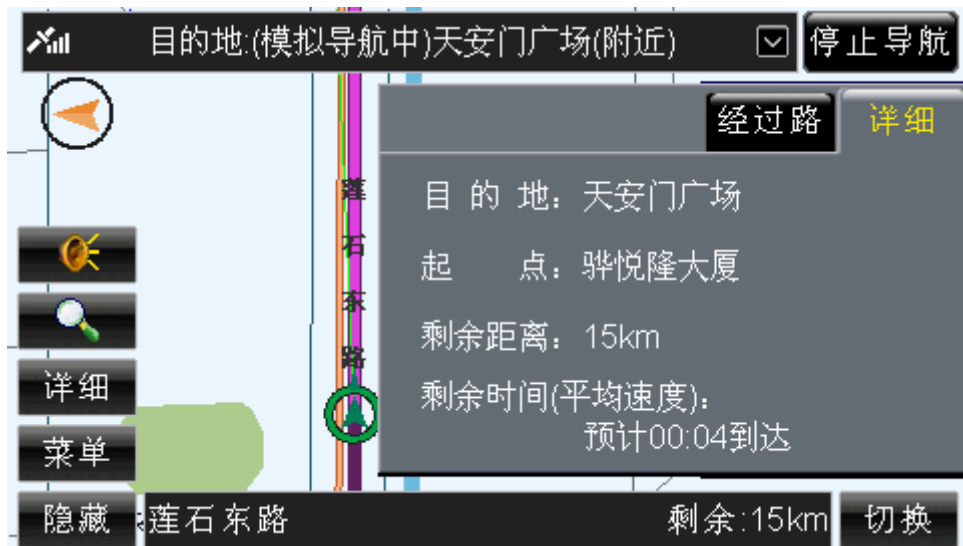 目的地:(模拟导航中)天安门广场(附近)
停止导航
经过路
详细
目的地：天安门广场
起点：骅悦隆大厦
剩余距离：15km
剩余时间(平均速度)：
预计00:04到达
莲石东路
详细
菜单
隐藏
莲石东路
剩余:15km
切换